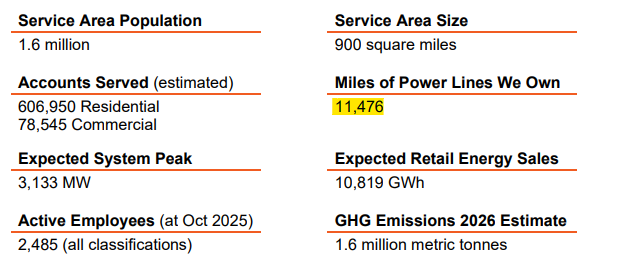 Service Area Population
1.6 million
Service Area Size
900 square miles
Accounts Served (estimated)
606,950 Residential
78,545 Commercial
Miles of Power Lines We Own
11,476
Expected System Peak
3,133 MW
Expected Retail Energy Sales
10,819 GWh
Active Employees (at Oct 2025)
2,485 (all classifications)
GHG Emissions 2026 Estimate
1.6 million metric tonnes